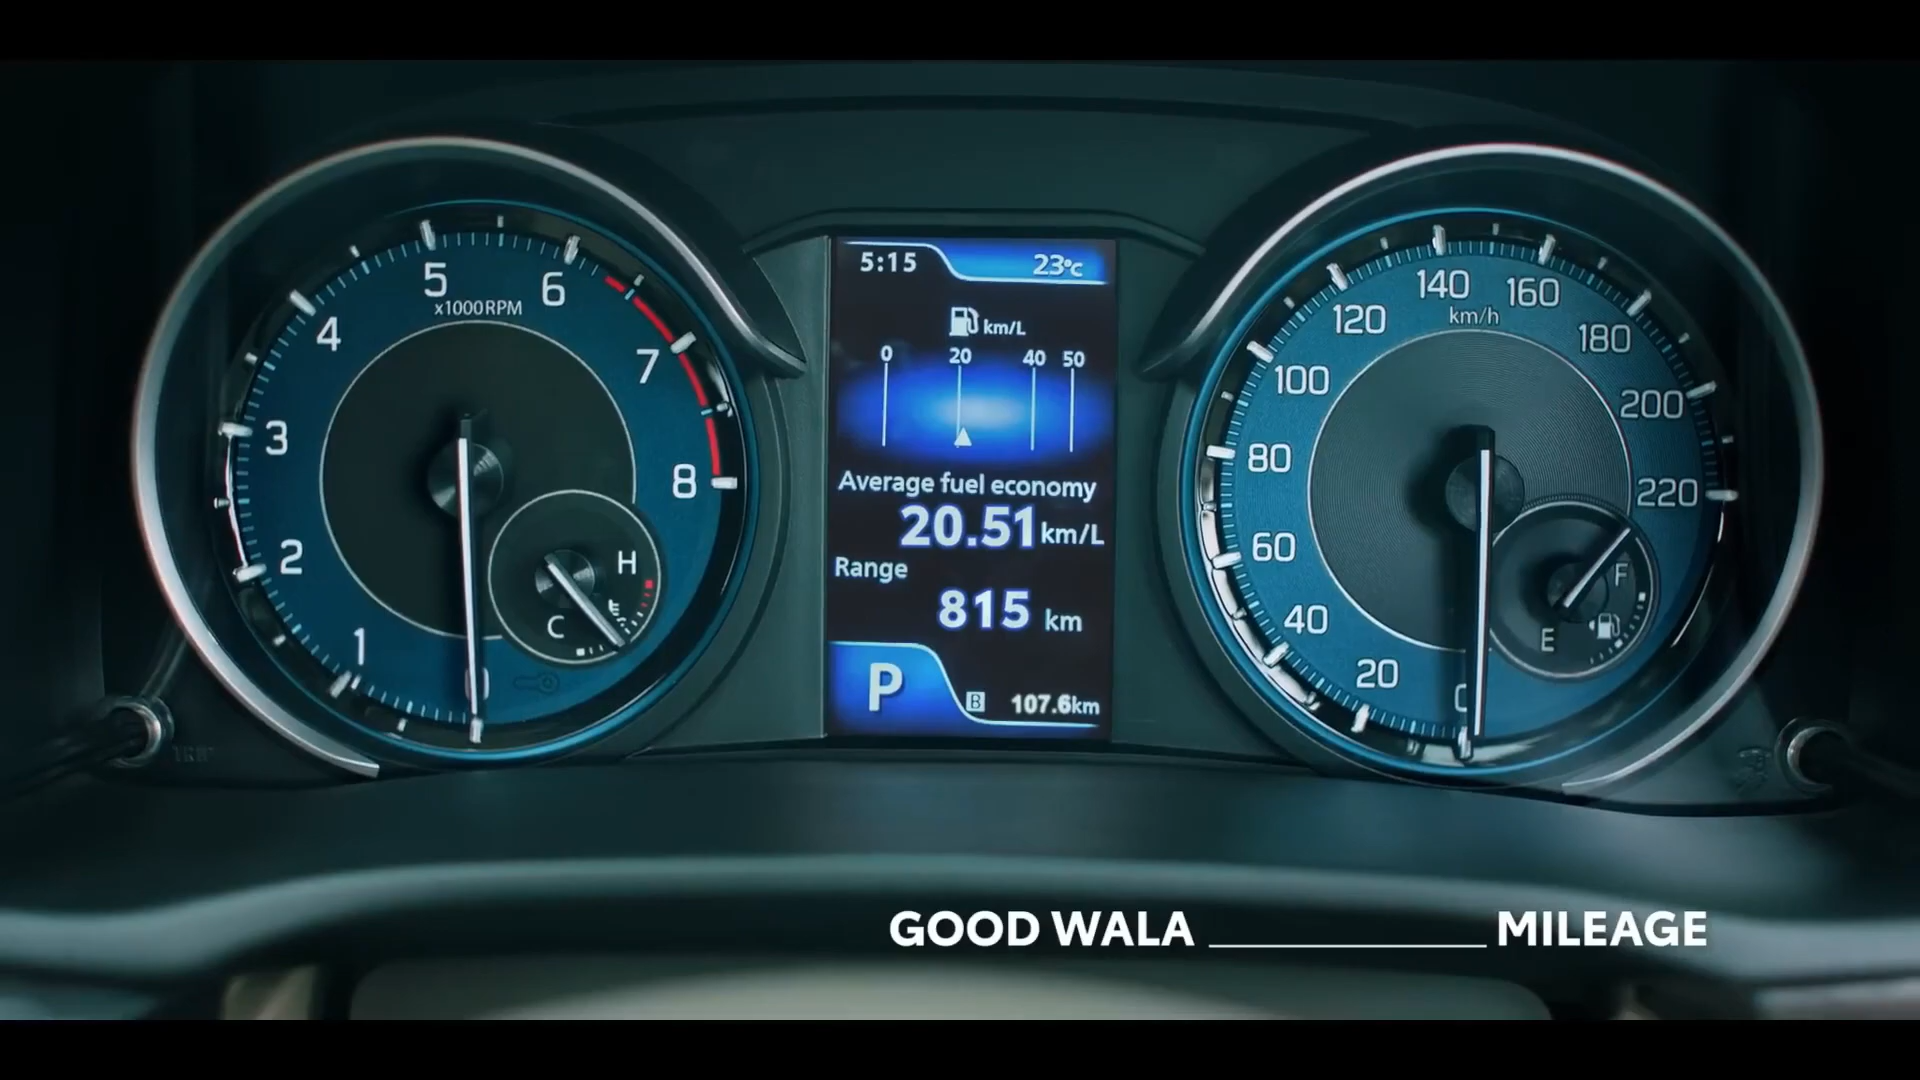 5
x1000RPM
6
4
7
3
8
2
H
C
1
0
5:15
23°C
km/L
0 20 40 50
Average fuel economy
20.51km/L
Range
815 km
P
B
107.6km
140
160
km/h
120
180
100
200
80
220
60
F
40
E
20
0
GOOD WALA ____________ MILEAGE